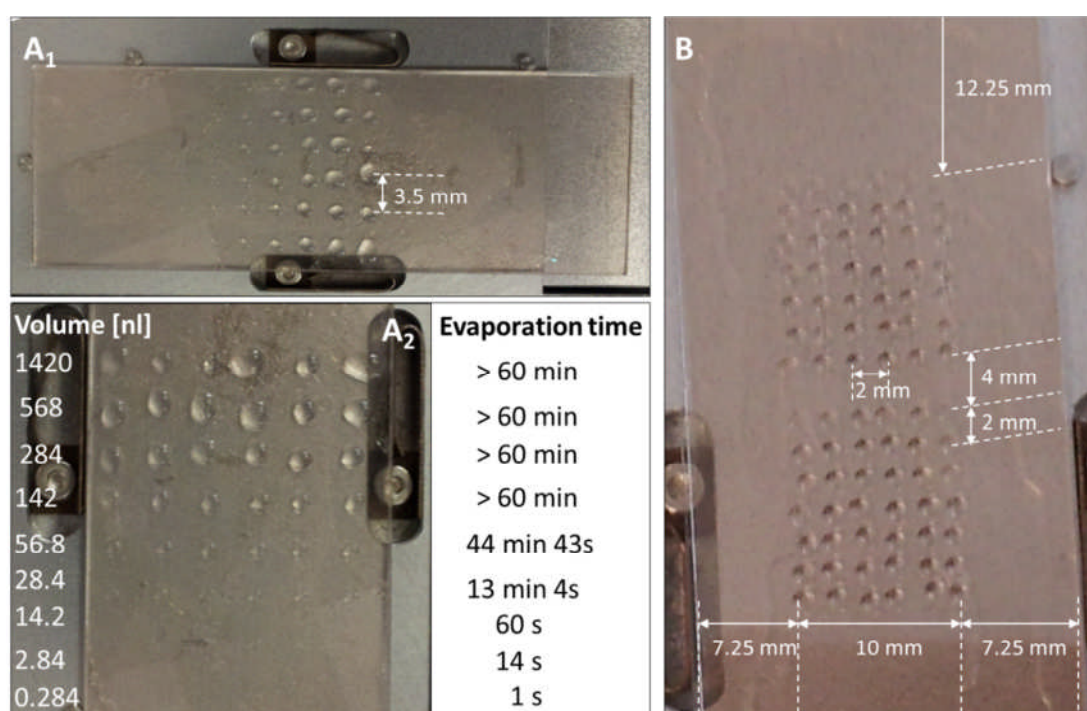 A1
3.5 mm
Volume [nl]
A2
Evaporation time
1420
> 60 min
568
> 60 min
284
> 60 min
142
> 60 min
56.8
44 min 43s
28.4
13 min 4s
14.2
60 s
2.84
14 s
0.284
1 s
B
12.25 mm
4 mm
2 mm
2 mm
7.25 mm
10 mm
7.25 mm